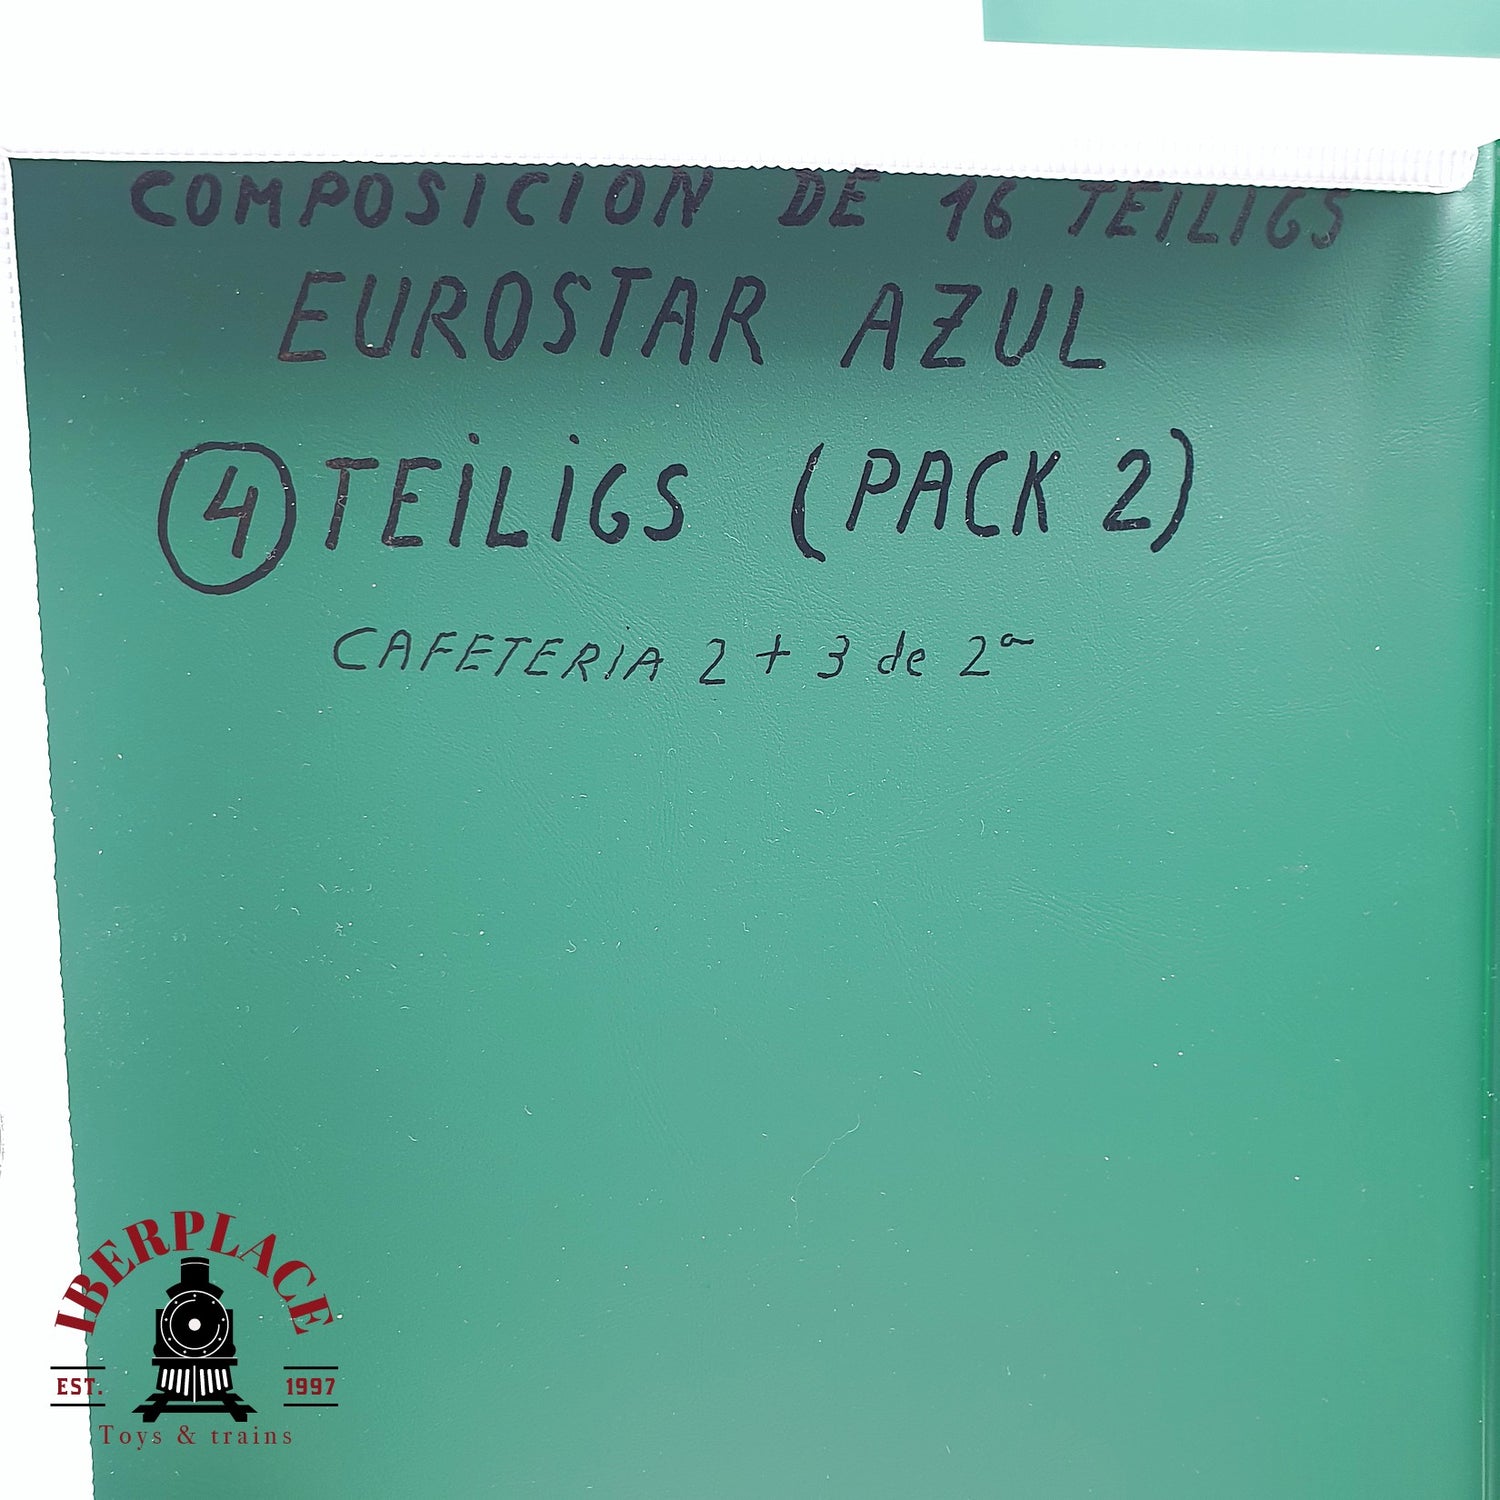 COMPOSICION DE 16 TEILIGS
EUROSTAR AZUL
4 TEiLiGS (PACK 2)
CAFETERiA 2 + 3 de 2ª
IBERPLACE
EST. 1997
Toys & trains